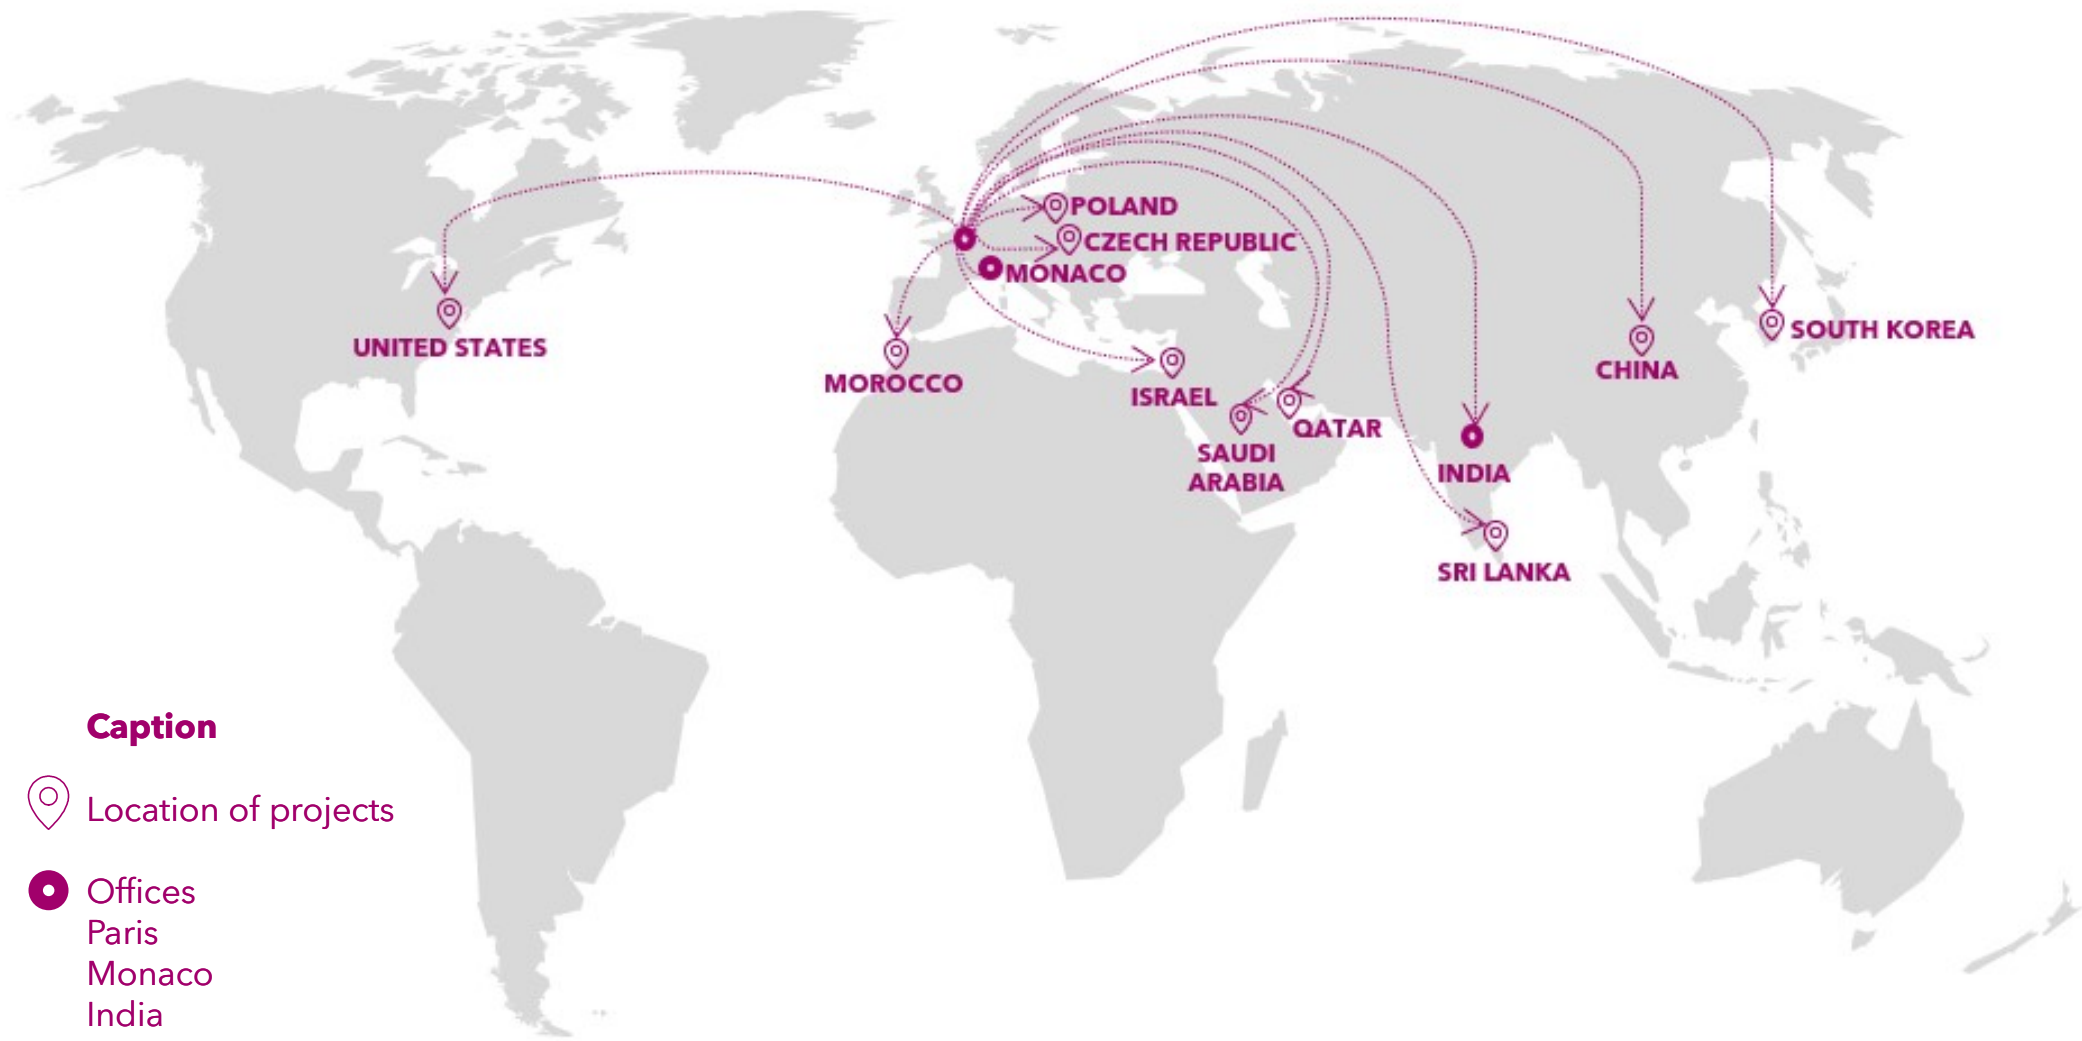 POLAND
CZECH REPUBLIC
MONACO
UNITED STATES
MOROCCO
ISRAEL
QATAR
SAUDI
ARABIA
INDIA
SRI LANKA
CHINA
SOUTH KOREA
Caption
Location of projects
Offices
Paris
Monaco
India